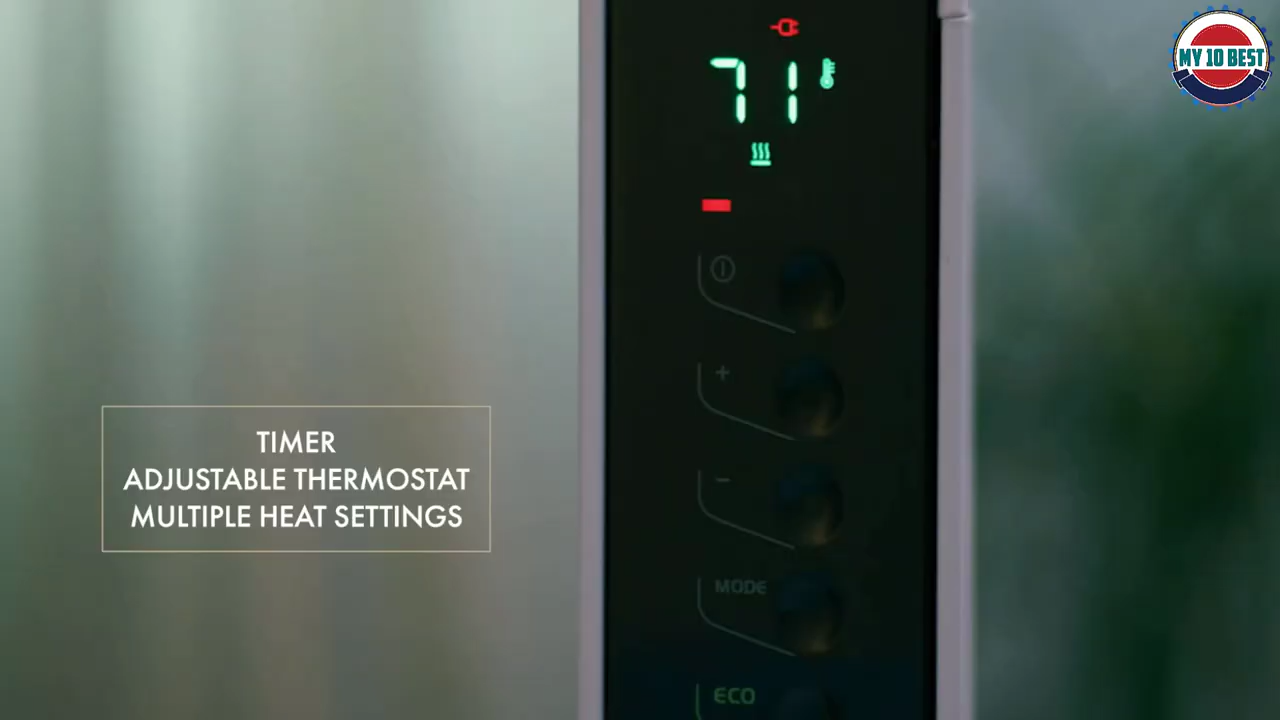 MY 10 BEST
71
TIMER
ADJUSTABLE THERMOSTAT
MULTIPLE HEAT SETTINGS
+
-
MODE
ECO